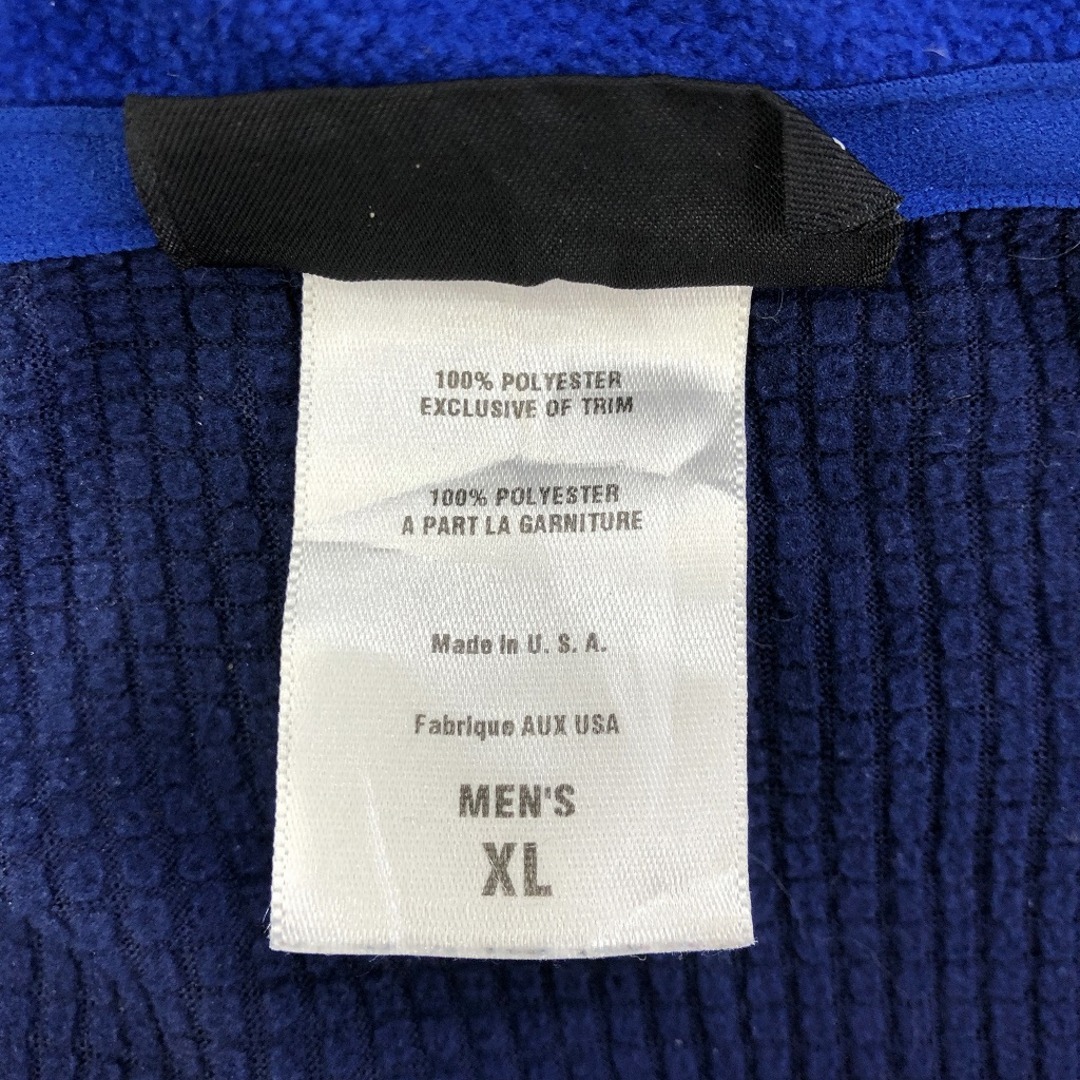 100% POLYESTER
EXCLUSIVE OF TRIM
100% POLYESTER
A PART LA GARNITURE
Made in U. S. A.
Fabrique AUX USA
MEN'S
XL